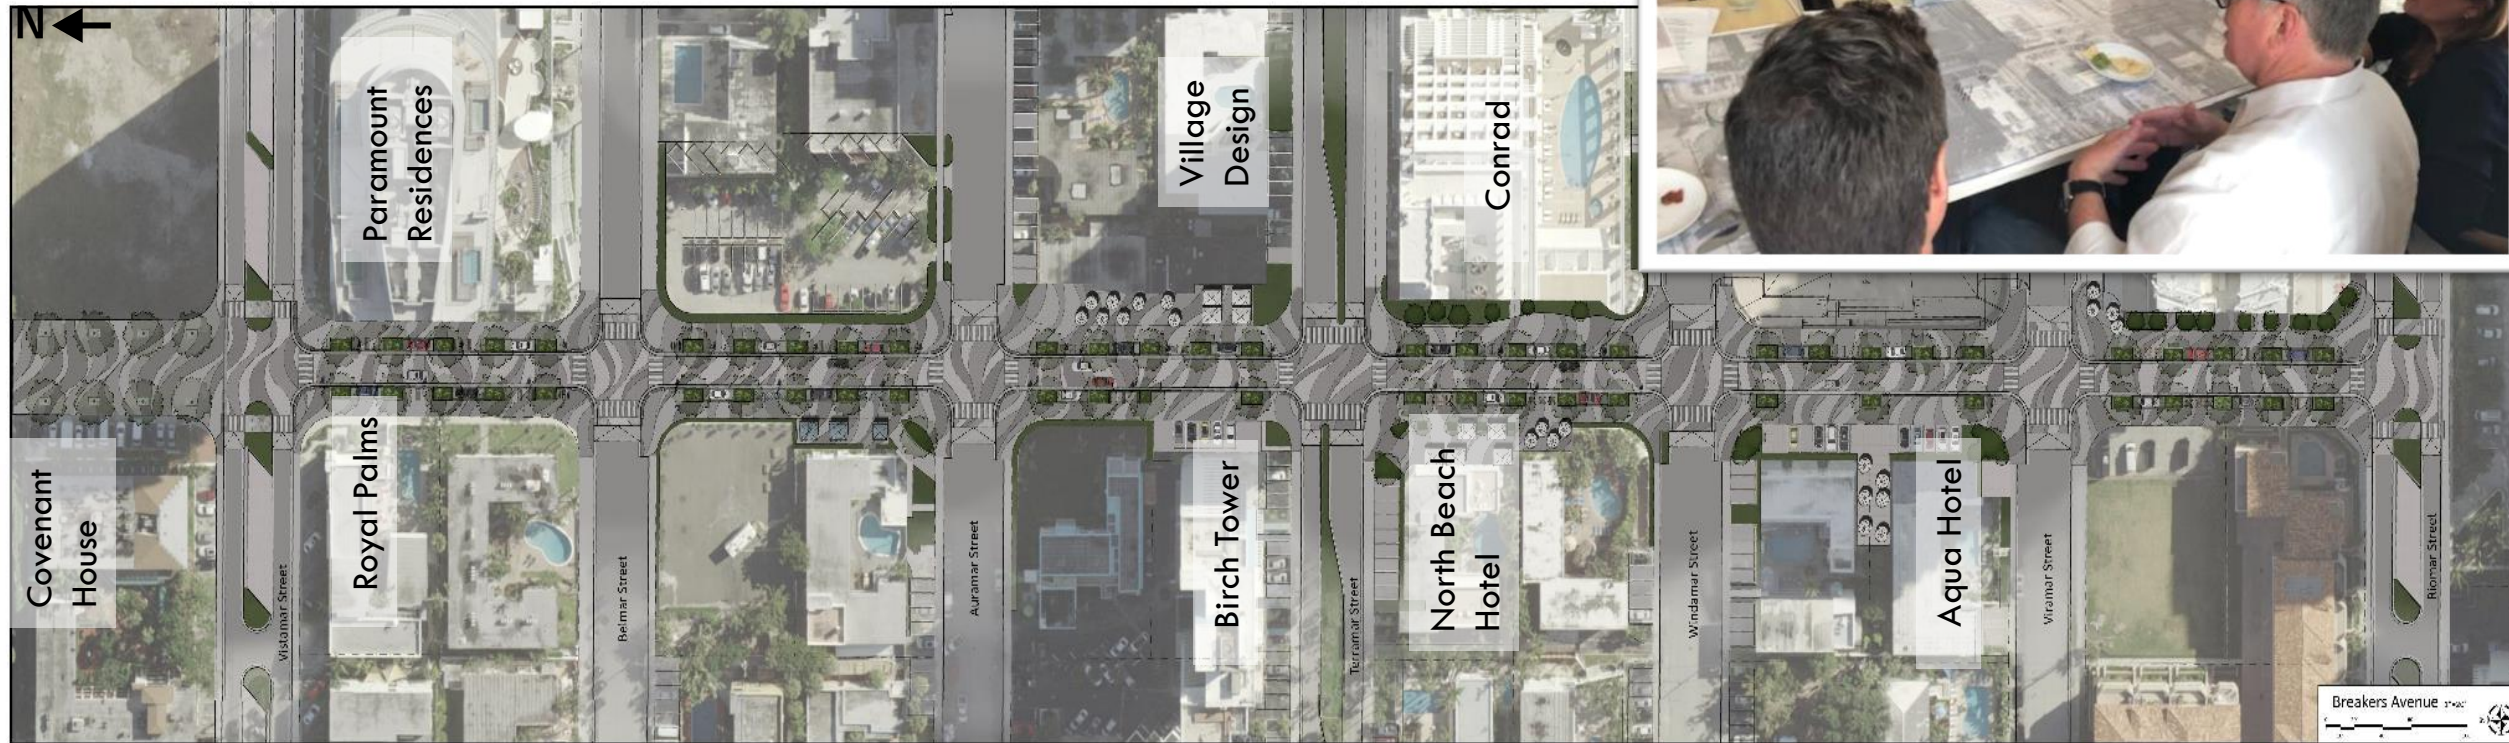 N
Paramount
Residences
Village
Design
Conrad
Covenant
House
Royal Palms
Birch Tower
North Beach
Hotel
Aqua Hotel
Vistamar Street
Belmar Street
Auramar Street
Terramar Street
Windamar Street
Viramar Street
Riomar Street
Breakers Avenue